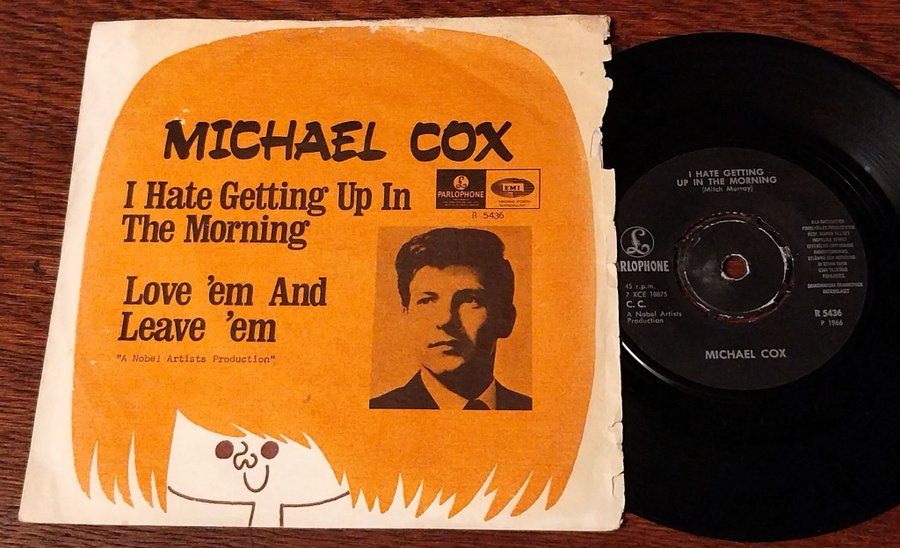 MICHAEL COX
I Hate Getting Up In
The Morning
PARLOPHONE
EMI
R 5436
Love 'em And
Leave 'em
"A Nobel Artists Production"
I HATE GETTING
UP IN THE MORNING
(Mitch Murray)
£
PARLOPHONE
45 r.p.m.
7 XCE 18875
C. C.
A Nobel Artists
Production
R 5436
P 1966
MICHAEL COX